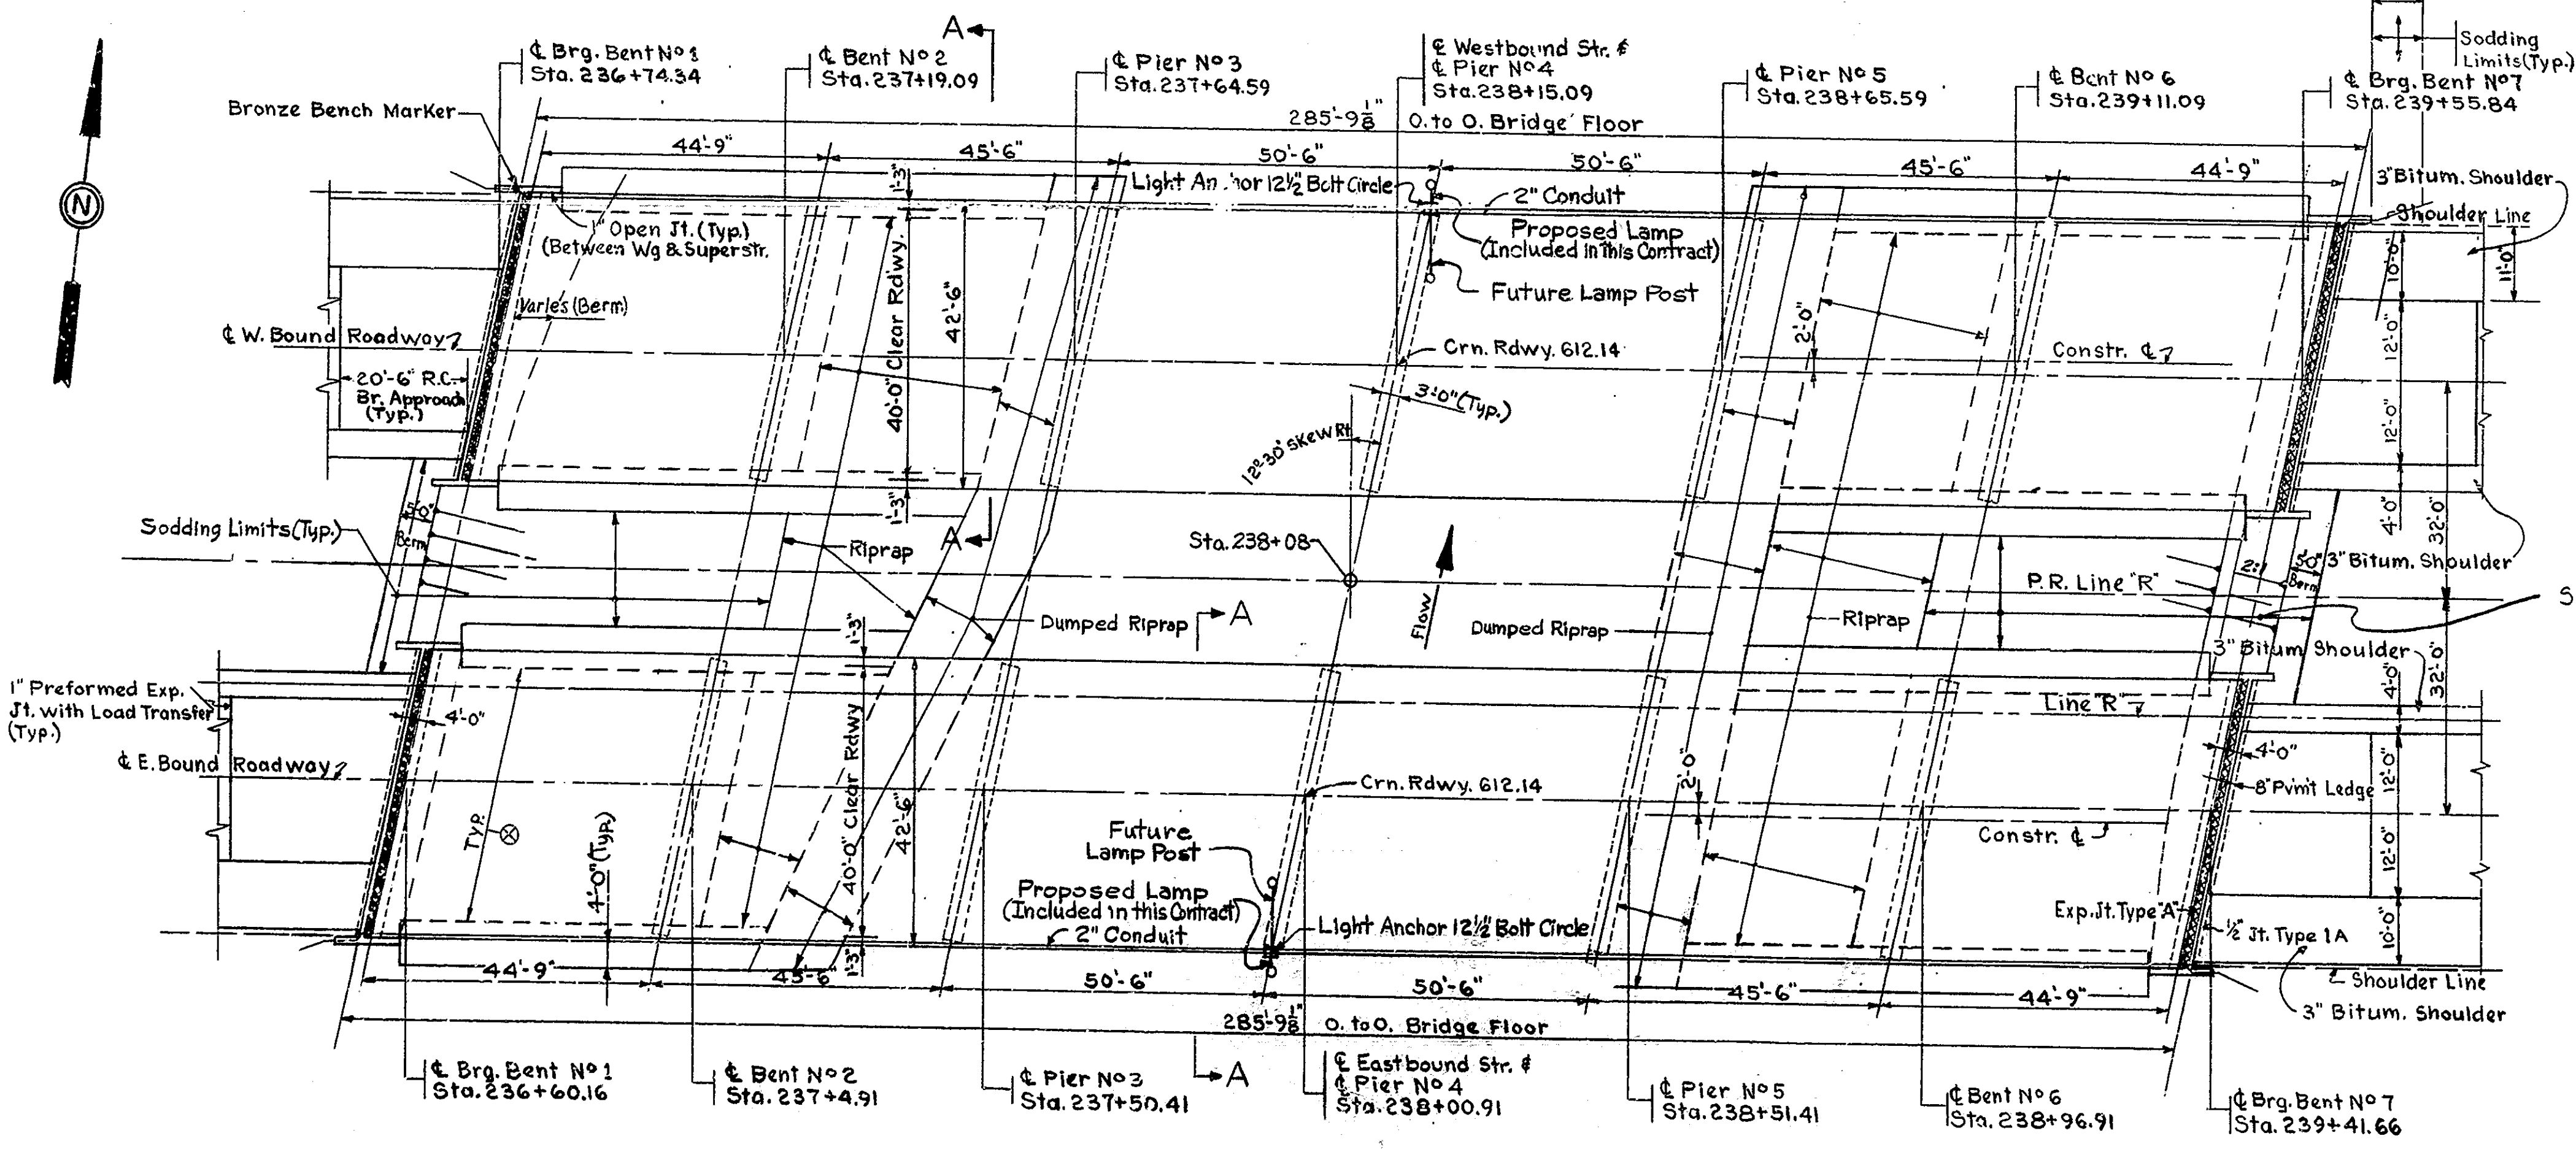 A
℄ Brg. Bent Nº 1
Sta. 236+74.34
℄ Bent Nº 2
Sta. 237+19.09
℄ Pier Nº 3
Sta. 237+64.59
℄ Westbound Str. &
℄ Pier Nº 4
Sta. 238+15.09
℄ Pier Nº 5
Sta. 238+65.59
℄ Bent Nº 6
Sta. 239+11.09
℄ Brg. Bent Nº 7
Sta. 239+55.84
Sodding
Limits (Typ.)
Bronze Bench Marker
285'-9 1/8" O. to O. Bridge Floor
44'-9"
45'-6"
50'-6"
50'-6"
45'-6"
44'-9"
N
1'-3"
Light Anchor 12½" Bolt Circle
2" Conduit
3" Bitum. Shoulder
Shoulder Line
1" Open Jt. (Typ.)
(Between Wg & Superstr.
Proposed Lamp
(Included in this Contract)
Future Lamp Post
10'-0"
11'-0"
Varies (Berm)
40'-0" Clear Rdwy.
42'-6"
2'-0"
12'-0"
℄ W. Bound Roadway
Crn. Rdwy. 612.14
Constr. ℄
20'-6" R.C.
Br. Approach
(Typ.)
3'-0" (Typ.)
12º-30' Skew Rt.
12'-0"
1'-3"
4'-0"
32'-0"
5'-0"
Berm
Sodding Limits (Typ.)
A
Riprap
Sta. 238+08
Flow
P.R. Line "R"
2:1
5'-0"
Berm
3" Bitum. Shoulder
S
Dumped Riprap
A
Dumped Riprap
Riprap
1'-3"
3" Bitum Shoulder
4'-0"
32'-0"
1" Preformed Exp.
Jt. with Load Transfer
(Typ.)
4'-0"
Line "R"
4'-0"
40'-0" Clear Rdwy
42'-6"
℄ E. Bound Roadway
Crn. Rdwy. 612.14
2'-0"
8" Pvm't Ledge
12'-0"
Typ.
4'-0" (Typ.)
Future
Lamp Post
Constr. ℄
12'-0"
Proposed Lamp
(Included in this Contract)
2" Conduit
Light Anchor 12½" Bolt Circle
Exp. Jt. Type "A"
½" Jt. Type 1A
10'-0"
1'-3"
Shoulder Line
3" Bitum. Shoulder
44'-9"
45'-6"
50'-6"
50'-6"
45'-6"
44'-9"
285'-9 1/8" O. to O. Bridge Floor
A
℄ Brg. Bent Nº 1
Sta. 236+60.16
℄ Bent Nº 2
Sta. 237+4.91
℄ Pier Nº 3
Sta. 237+50.41
℄ Eastbound Str. &
℄ Pier Nº 4
Sta. 238+00.91
℄ Pier Nº 5
Sta. 238+51.41
℄ Bent Nº 6
Sta. 238+96.91
℄ Brg. Bent Nº 7
Sta. 239+41.66